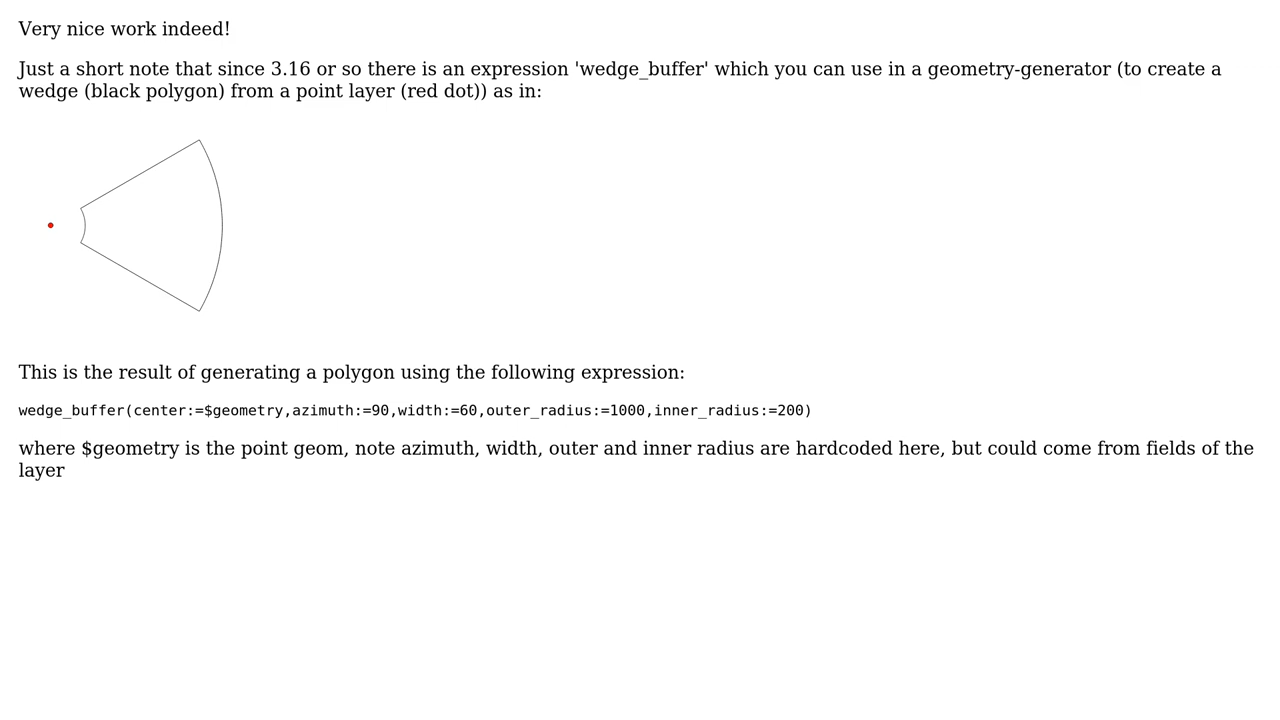 Very nice work indeed!
Just a short note that since 3.16 or so there is an expression 'wedge_buffer' which you can use in a geometry-generator (to create a
wedge (black polygon) from a point layer (red dot)) as in:
This is the result of generating a polygon using the following expression:
wedge_buffer(center:=$geometry,azimuth:=90,width:=60,outer_radius:=1000,inner_radius:=200)
where $geometry is the point geom, note azimuth, width, outer and inner radius are hardcoded here, but could come from fields of the
layer